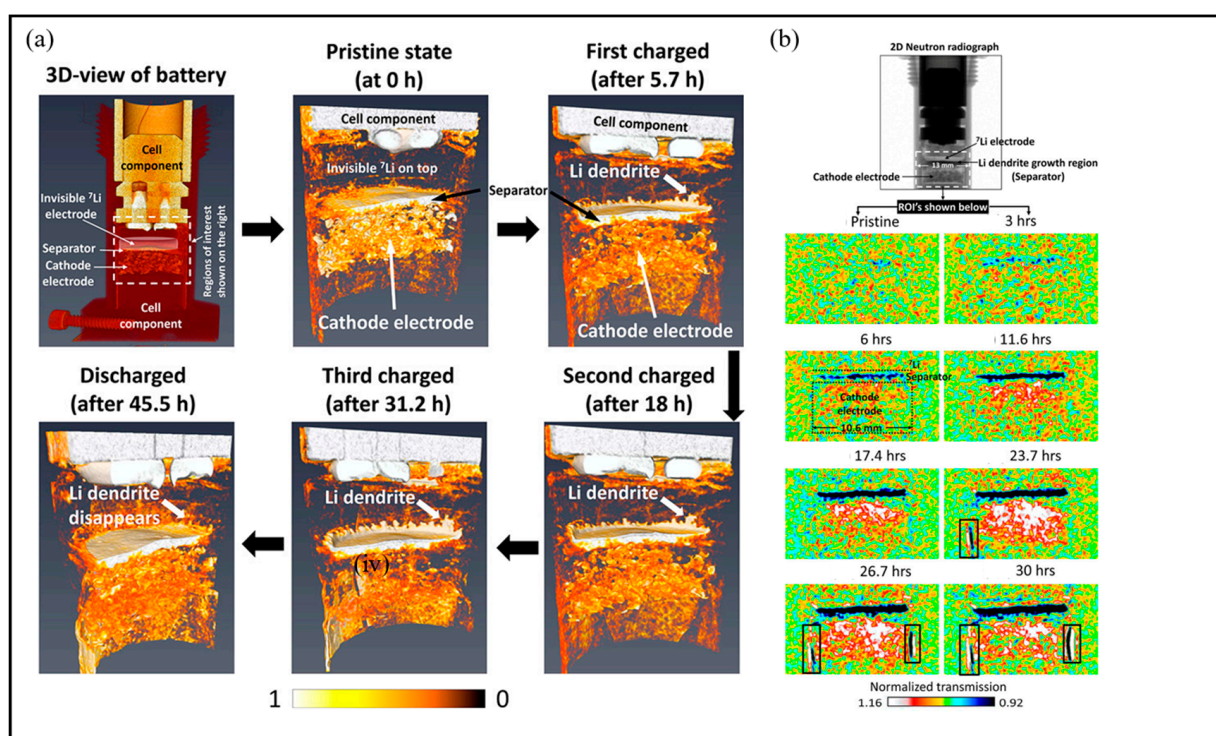 (a)
3D-view of battery
Cell
component
Invisible ⁷Li
electrode
Separator
Cathode
electrode
Cell
component
Regions of interest
shown on the right
Pristine state
(at 0 h)
Cell component
Invisible ⁷Li on top
Separator
Cathode electrode
First charged
(after 5.7 h)
Cell component
Li dendrite
Cathode electrode
Discharged
(after 45.5 h)
Li dendrite
disappears
Third charged
(after 31.2 h)
Li dendrite
(iv)
Second charged
(after 18 h)
Li dendrite
1
0
(b)
2D Neutron radiograph
⁷Li electrode
13 mm
Li dendrite growth region
(Separator)
Cathode electrode
ROI's shown below
Pristine
3 hrs
6 hrs
11.6 hrs
⁷Li
Separator
Cathode
electrode
10.6 mm
17.4 hrs
23.7 hrs
26.7 hrs
30 hrs
Normalized transmission
1.16
0.92